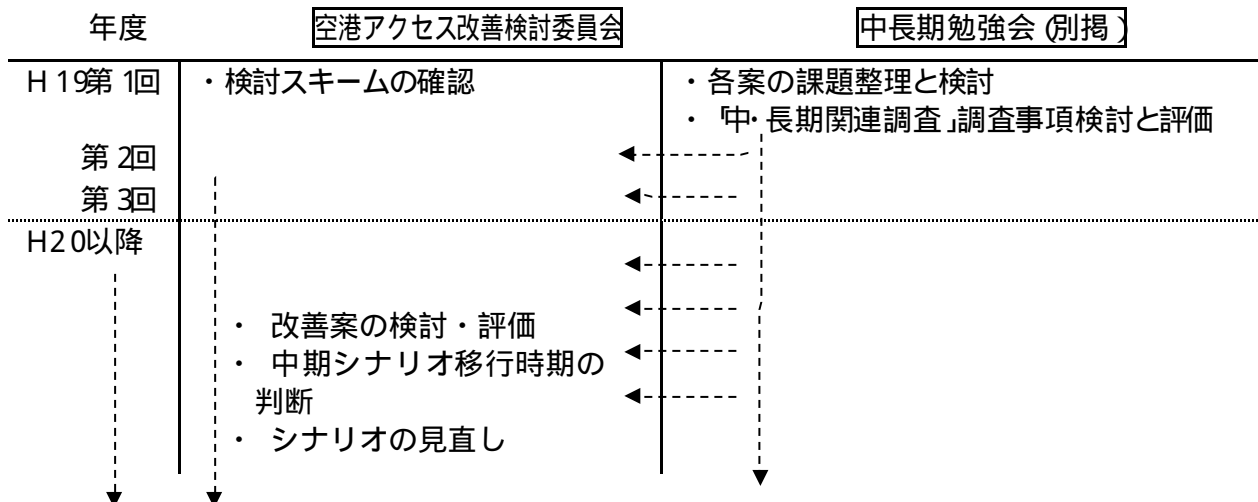 年度 空港アクセス改善検討委員会 中長期勉強会(別掲)
H19第1回 ・検討スキームの確認 ・各案の課題整理と検討
・「中・長期関連調査」調査事項検討と評価
第2回
第3回
H20以降
・ 改善案の検討・評価
・ 中期シナリオ移行時期の
判断
・ シナリオの見直し